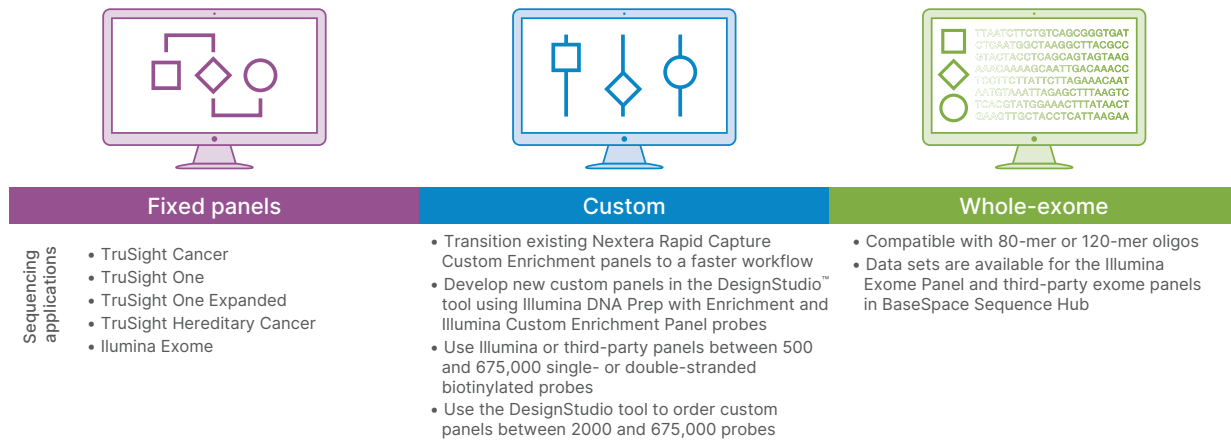 TTAATCTTCTGTCAGCGGGTGAT
CTCAATGGCTAAGGCTTACGCC
GTACTACCTCAGCAGTAGTAAG
AAACAAAAGCAATTGACAAACC
TCGTTCTTATTCTTAGAAACAAT
AATGTAAATTAGAGCTTTAAGTC
TCACGTATGGAAACTTTATAACT
GAAGTTGCTACCTCATTAAGAA
Fixed panels
Custom
Whole-exome
Sequencing
applications
• TruSight Cancer
• TruSight One
• TruSight One Expanded
• TruSight Hereditary Cancer
• Ilumina Exome
• Transition existing Nextera Rapid Capture
Custom Enrichment panels to a faster workflow
• Develop new custom panels in the DesignStudio™
tool using Illumina DNA Prep with Enrichment and
Illumina Custom Enrichment Panel probes
• Use Illumina or third-party panels between 500
and 675,000 single- or double-stranded
biotinylated probes
• Use the DesignStudio tool to order custom
panels between 2000 and 675,000 probes
• Compatible with 80-mer or 120-mer oligos
• Data sets are available for the Illumina
Exome Panel and third-party exome panels
in BaseSpace Sequence Hub